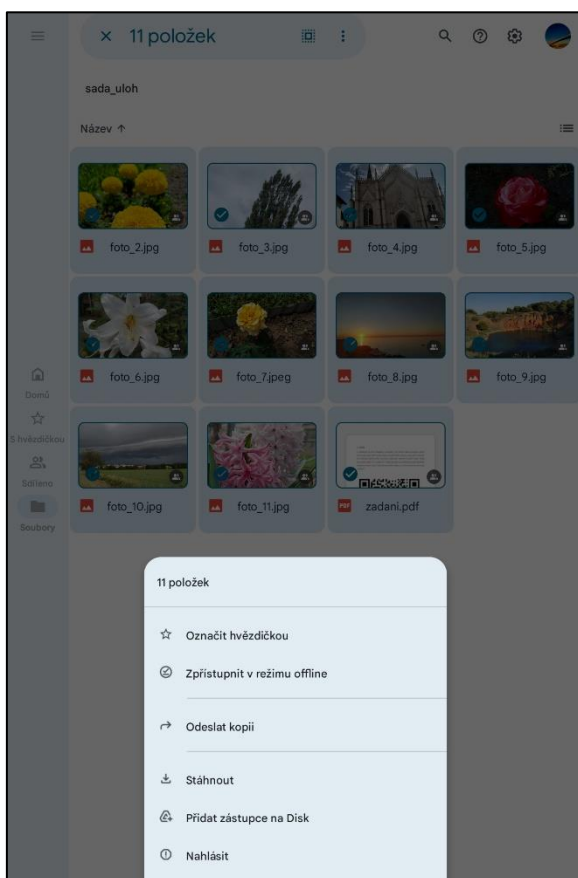 11 položek
sada_uloh
Název ↑
foto_2.jpg
foto_3.jpg
foto_4.jpg
foto_5.jpg
foto_6.jpg
foto_7.jpeg
foto_8.jpg
foto_9.jpg
Domů
S hvězdičkou
Sdíleno
Soubory
foto_10.jpg
foto_11.jpg
PDF
zadani.pdf
11 položek
Označit hvězdičkou
Zpřístupnit v režimu offline
Odeslat kopii
Stáhnout
Přidat zástupce na Disk
Nahlásit